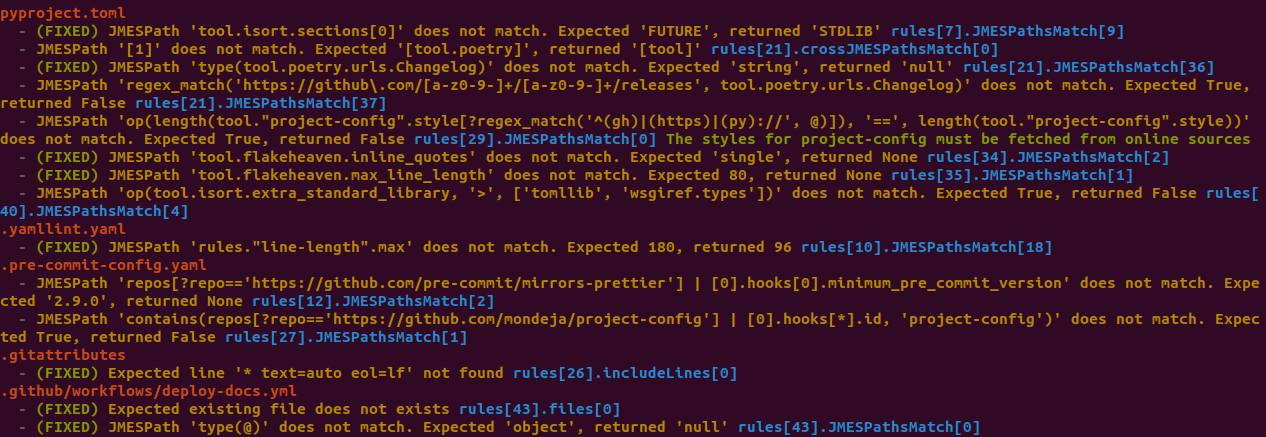 pyproject.toml
- (FIXED) JMESPath 'tool.isort.sections[0]' does not match. Expected 'FUTURE', returned 'STDLIB' rules[7].JMESPathsMatch[9]
- JMESPath '[1]' does not match. Expected '[tool.poetry]', returned '[tool]' rules[21].crossJMESPathsMatch[0]
- (FIXED) JMESPath 'type(tool.poetry.urls.Changelog)' does not match. Expected 'string', returned 'null' rules[21].JMESPathsMatch[36]
- JMESPath 'regex_match('https://github\.com/[a-z0-9-]+/[a-z0-9-]+/releases', tool.poetry.urls.Changelog)' does not match. Expected True,
returned False rules[21].JMESPathsMatch[37]
- JMESPath 'op(length(tool."project-config".style[?regex_match('^(gh)|(https)|(py)://', @)]), '==', length(tool."project-config".style))'
does not match. Expected True, returned False rules[29].JMESPathsMatch[0] The styles for project-config must be fetched from online sources
- (FIXED) JMESPath 'tool.flakeheaven.inline_quotes' does not match. Expected 'single', returned None rules[34].JMESPathsMatch[2]
- (FIXED) JMESPath 'tool.flakeheaven.max_line_length' does not match. Expected 80, returned None rules[35].JMESPathsMatch[1]
- JMESPath 'op(tool.isort.extra_standard_library, '>', ['tomllib', 'wsgiref.types'])' does not match. Expected True, returned False rules[
40].JMESPathsMatch[4]
.yamllint.yaml
- (FIXED) JMESPath 'rules."line-length".max' does not match. Expected 180, returned 96 rules[10].JMESPathsMatch[18]
.pre-commit-config.yaml
- JMESPath 'repos[?repo=='https://github.com/pre-commit/mirrors-prettier'] | [0].hooks[0].minimum_pre_commit_version' does not match. Expe
cted '2.9.0', returned None rules[12].JMESPathsMatch[2]
- JMESPath 'contains(repos[?repo=='https://github.com/mondeja/project-config'] | [0].hooks[*].id, 'project-config')' does not match. Expec
ted True, returned False rules[27].JMESPathsMatch[1]
.gitattributes
- (FIXED) Expected line '* text=auto eol=lf' not found rules[26].includeLines[0]
.github/workflows/deploy-docs.yml
- (FIXED) Expected existing file does not exists rules[43].files[0]
- (FIXED) JMESPath 'type(@)' does not match. Expected 'object', returned 'null' rules[43].JMESPathsMatch[0]